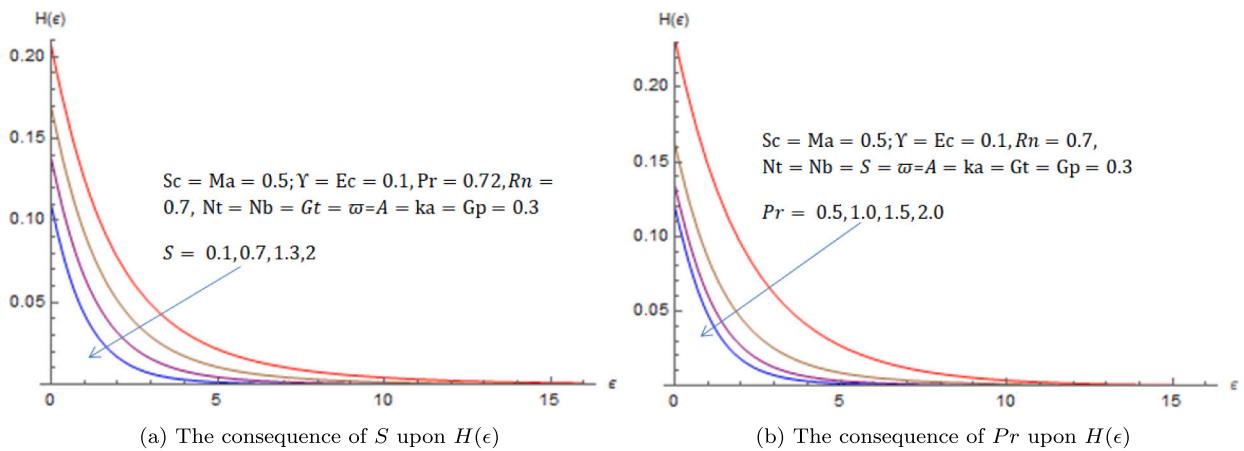 H(ϵ)
0.20
0.15
0.10
0.05
0
5
10
15
ϵ
Sc = Ma = 0.5; ϒ = Ec = 0.1, Pr = 0.72, Rn =
0.7, Nt = Nb = Gt = ϖ=A = ka = Gp = 0.3
S = 0.1,0.7,1.3,2
(a) The consequence of S upon H(ϵ)
H(ϵ)
0.20
0.15
0.10
0.05
0
5
10
15
ϵ
Sc = Ma = 0.5; ϒ = Ec = 0.1, Rn = 0.7,
Nt = Nb = S = ϖ=A = ka = Gt = Gp = 0.3
Pr = 0.5,1.0,1.5,2.0
(b) The consequence of Pr upon H(ϵ)